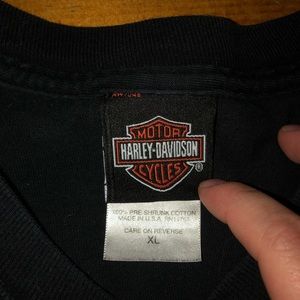 MOTOR
HARLEY-DAVIDSON
®
CYCLES
100% PRE SHRUNK COTTON
MADE IN U.S.A.
CARE ON REVERSE
XL